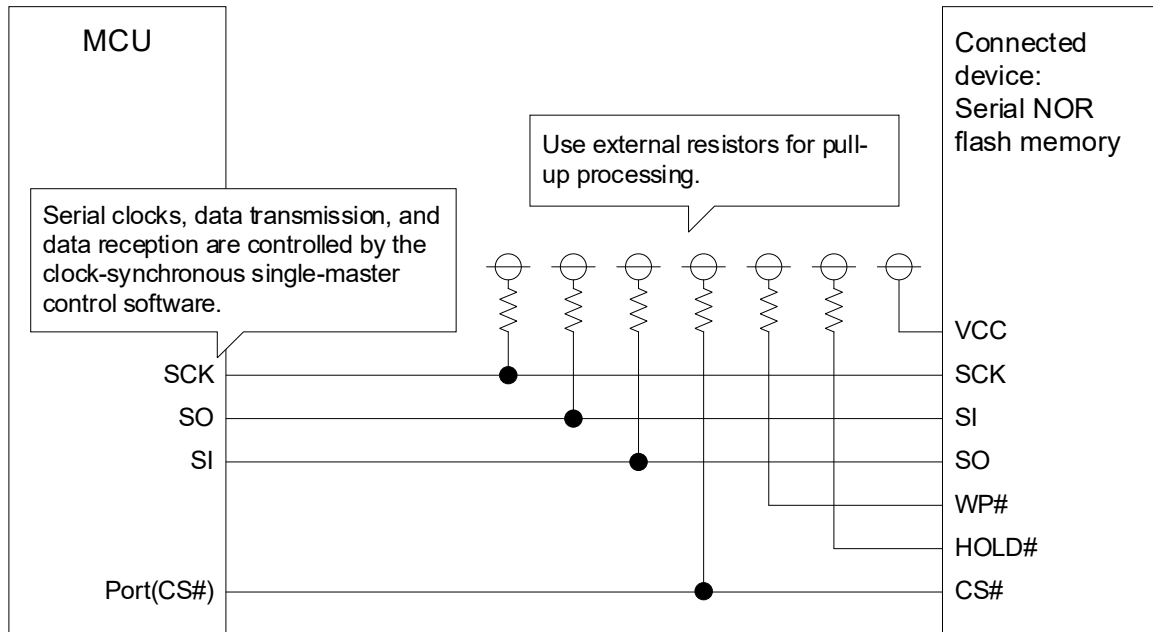 MCU
Connected
device:
Serial NOR
flash memory
Use external resistors for pull-
up processing.
Serial clocks, data transmission, and
data reception are controlled by the
clock-synchronous single-master
control software.
VCC
SCK
SCK
SO
SI
SI
SO
WP#
HOLD#
Port(CS#)
CS#